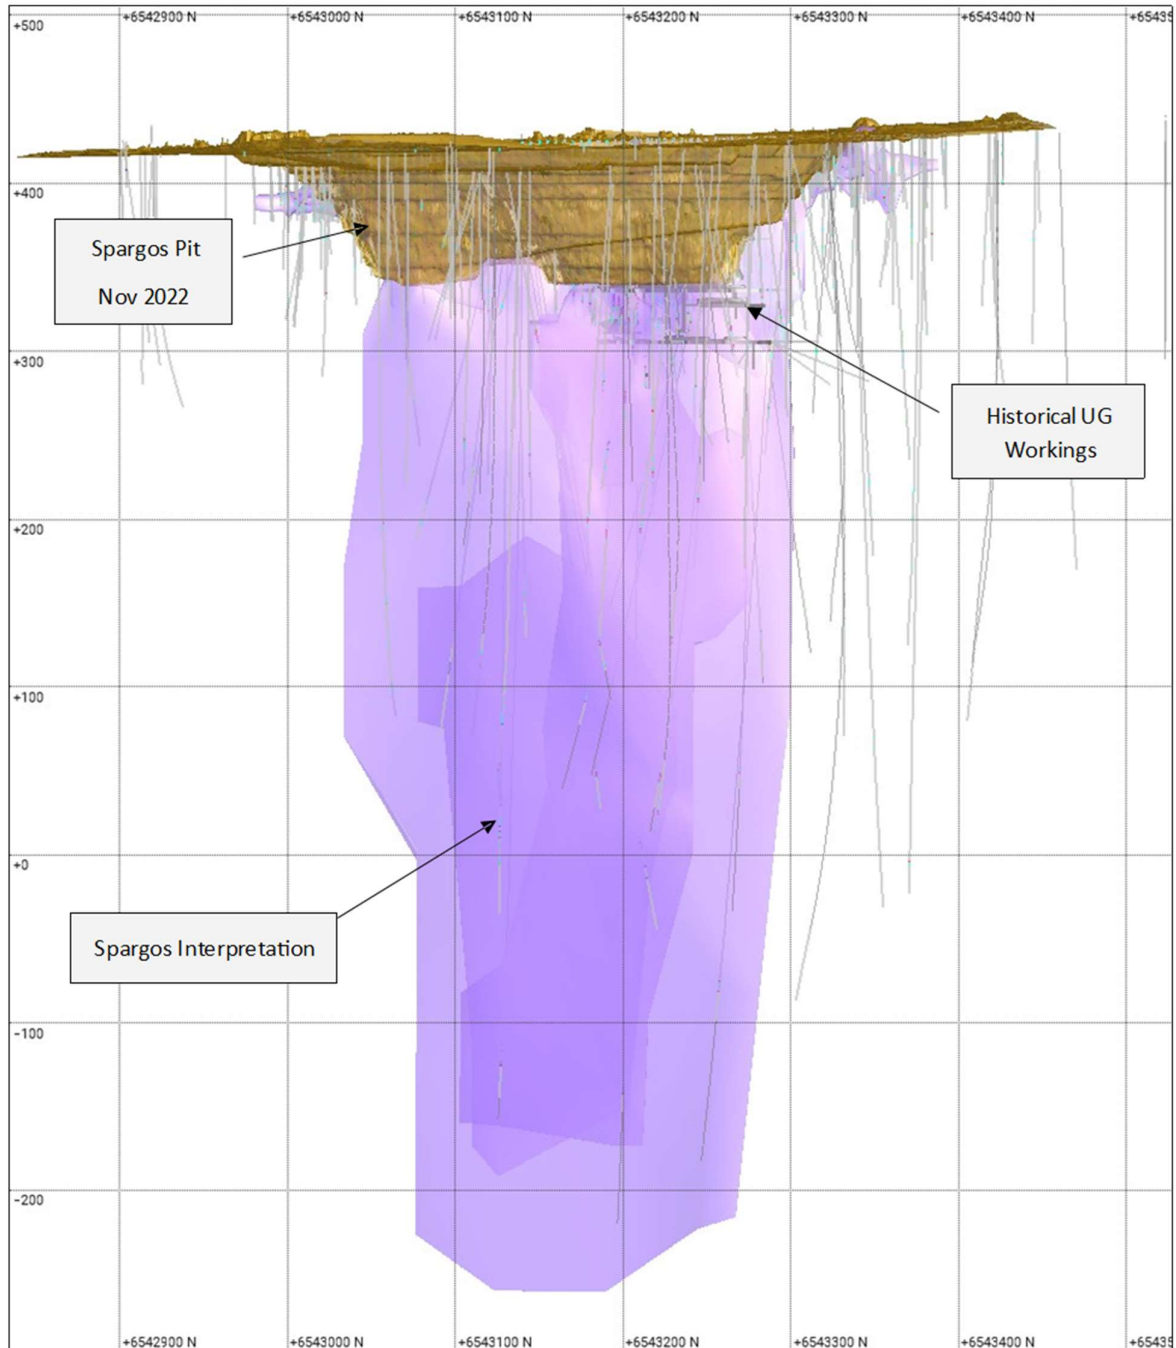 +6542900 N +6543000 N +6543100 N +6543200 N +6543300 N +6543400 N
+500
+400
Spargos Pit
Nov 2022
+300
Historical UG
Workings
+200
+100
+0
Spargos Interpretation
-100
-200
+6542900 N +6543000 N +6543100 N +6543200 N +6543300 N +6543400 N